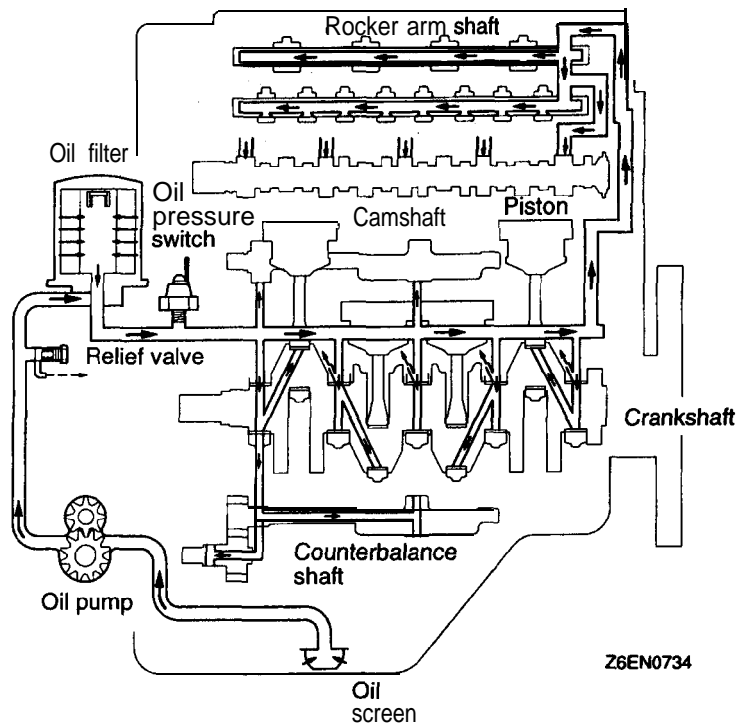 Rocker arm shaft
Oil filter
Oil
pressure
switch
Camshaft
Piston
Relief valve
Crankshaft
Counterbalance
shaft
Oil pump
Z6EN0734
Oil
screen